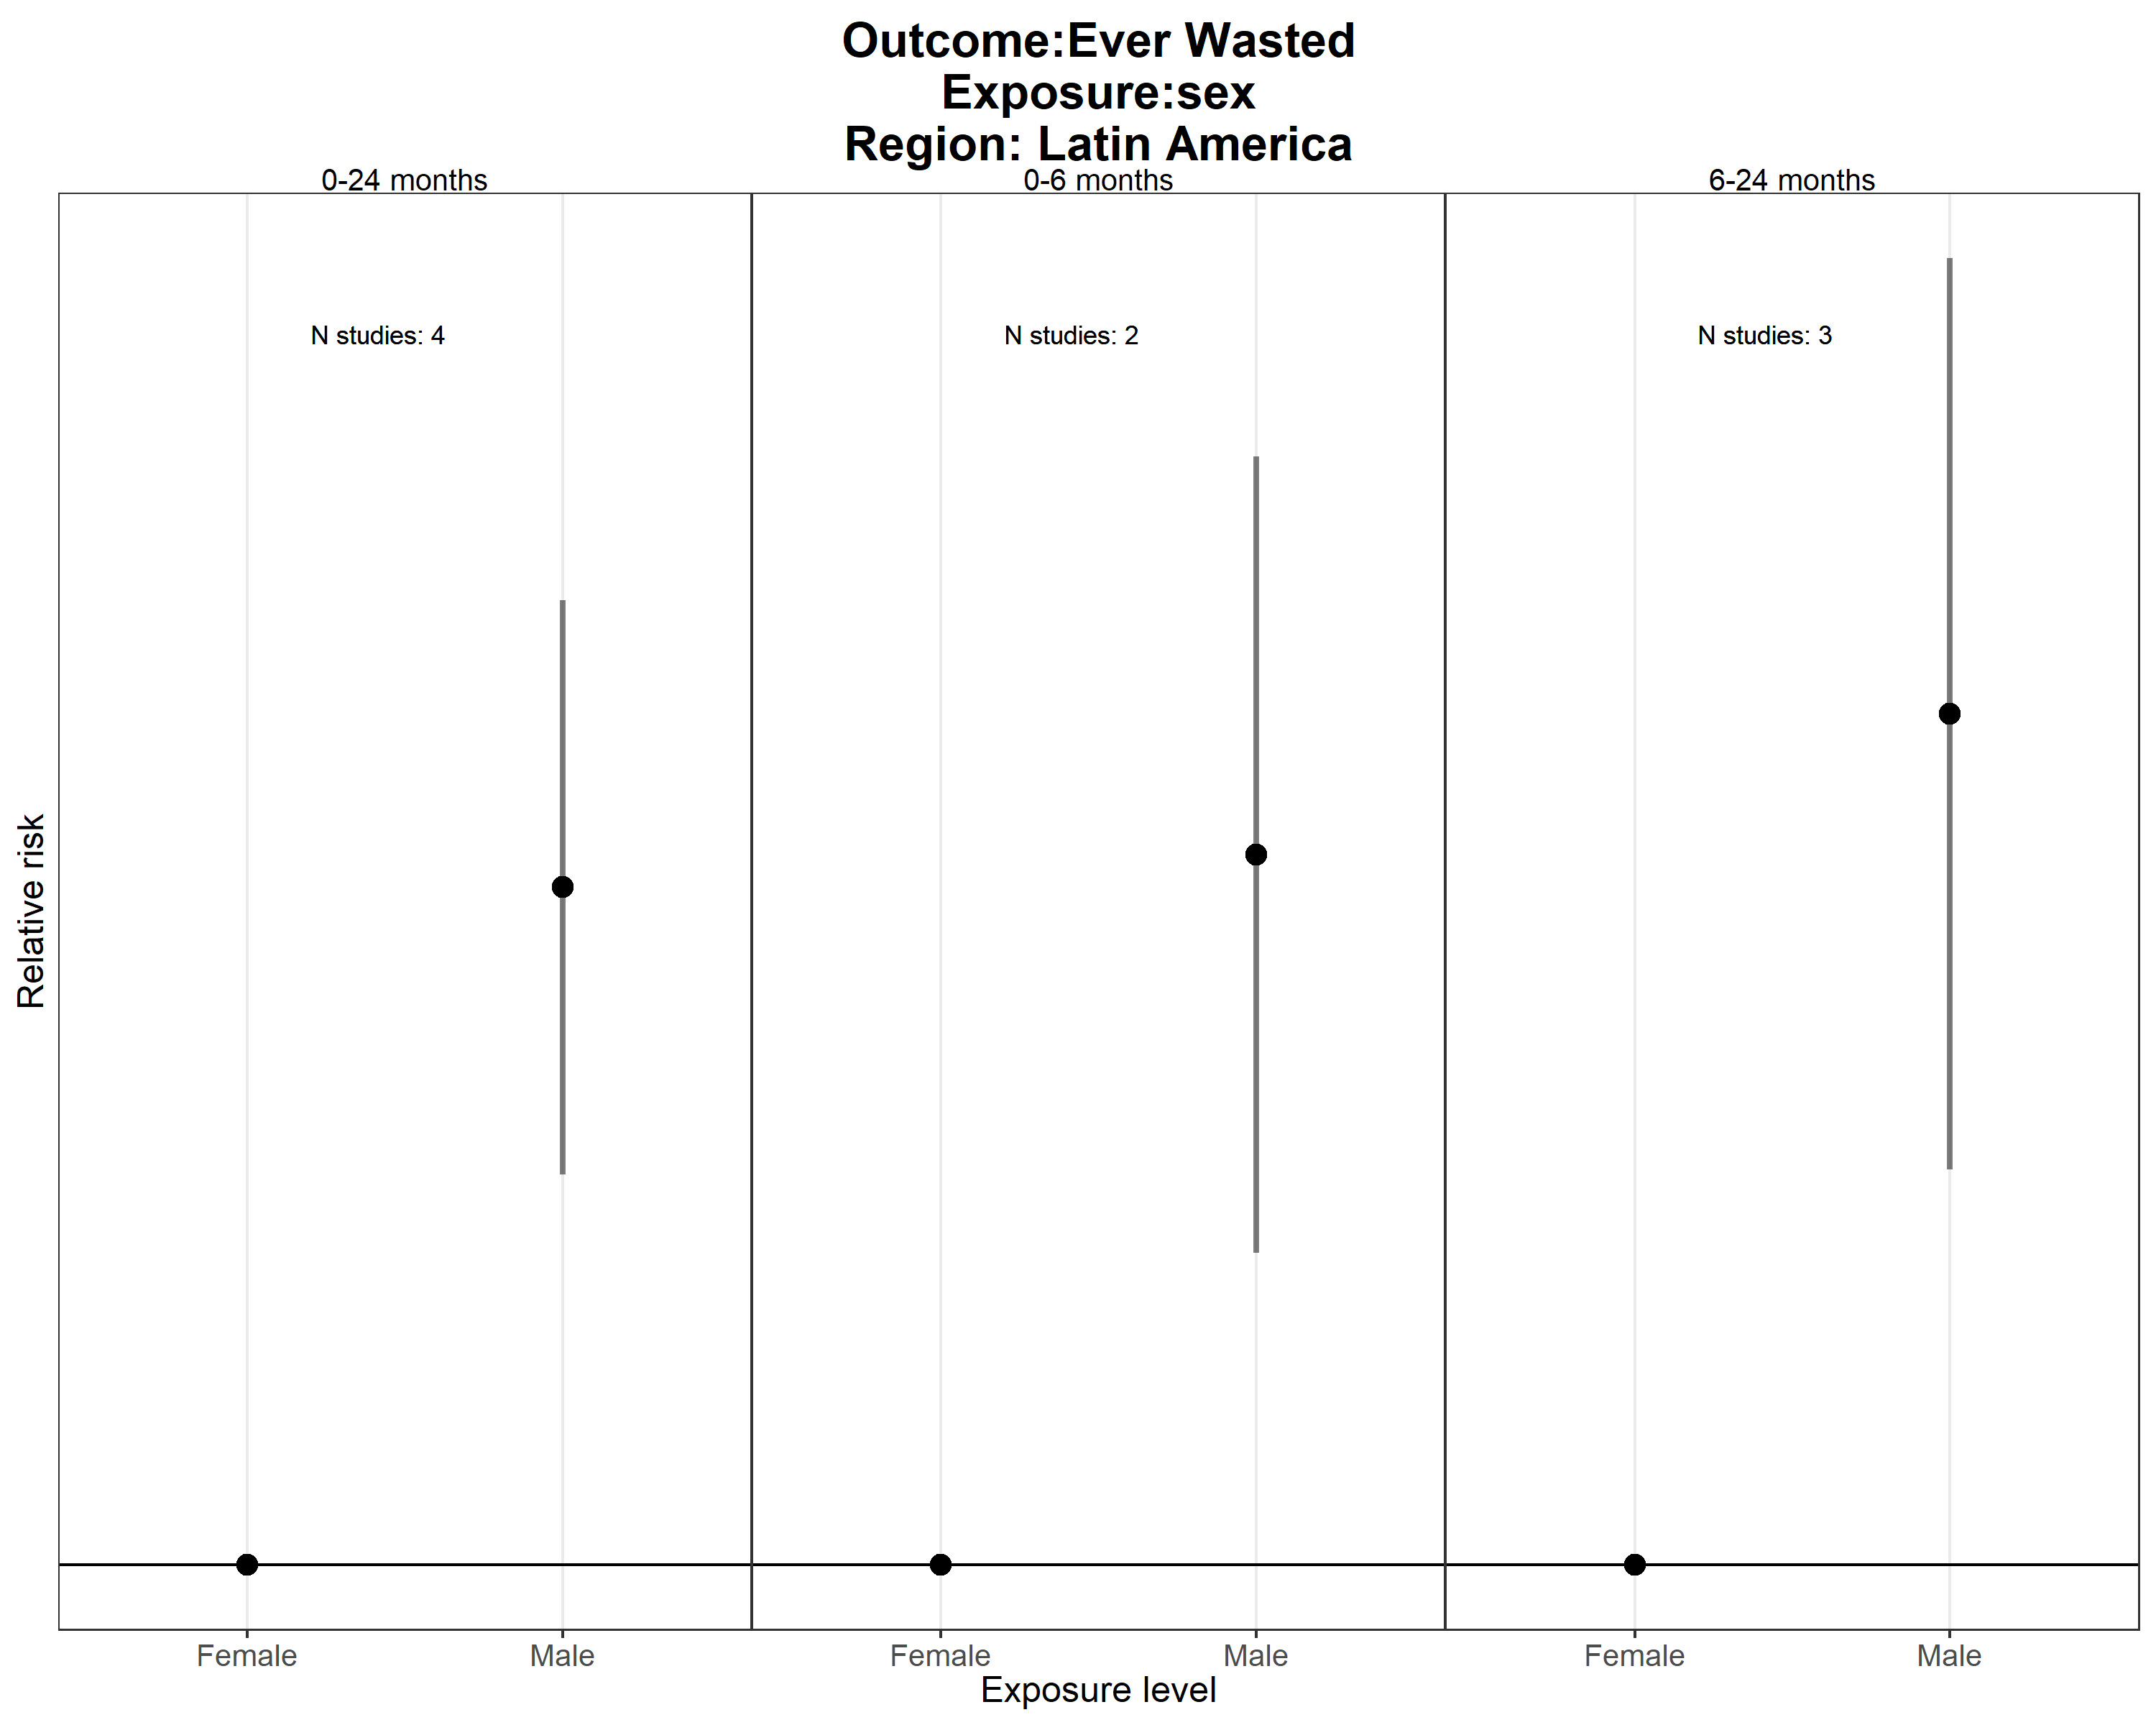 Outcome:Ever Wasted
Exposure:sex
Region: Latin America
0-24 months
0-6 months
6-24 months
N studies: 4
N studies: 2
N studies: 3
Relative risk
Female
Male
Female
Male
Female
Male
Exposure level